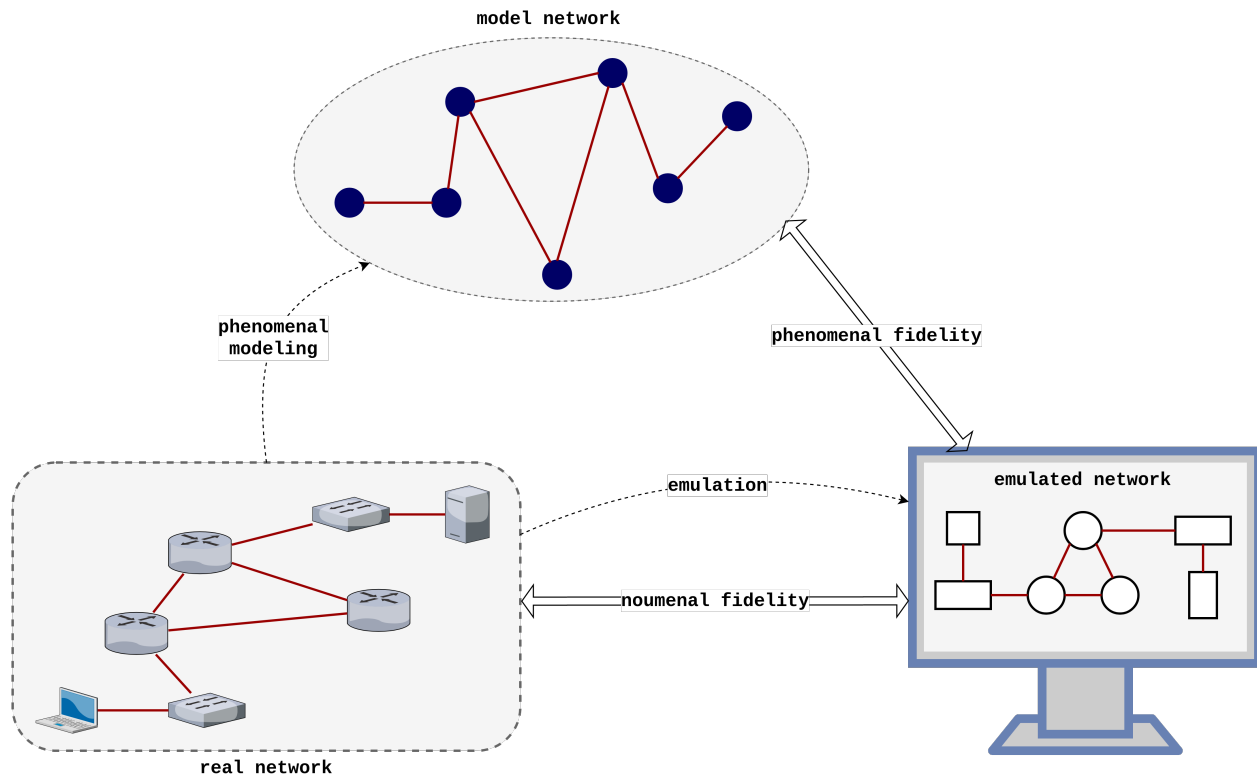 model network
phenomenal
modeling
phenomenal fidelity
emulation
emulated network
noumenal fidelity
real network